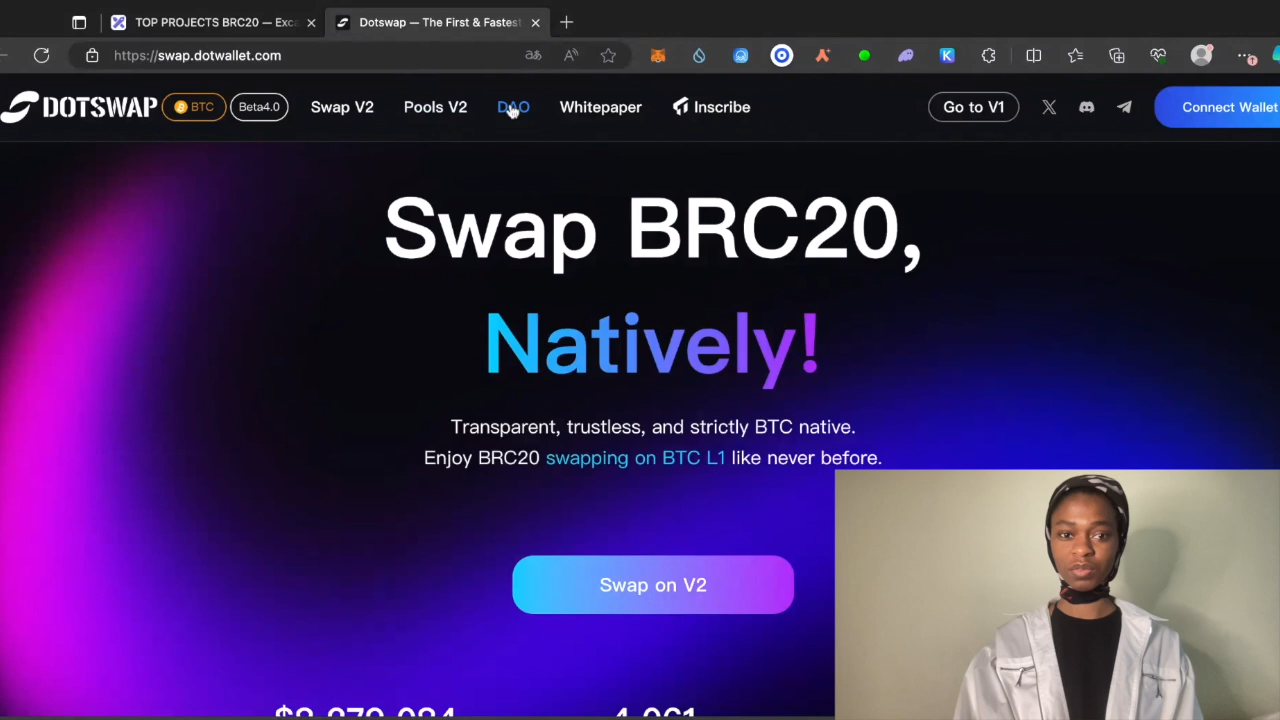 TOP PROJECTS BRC20 — Exca
Dotswap — The First & Fastest
https://swap.dotwallet.com
DOTSWAP BTC Beta4.0 Swap V2 Pools V2 DAO Whitepaper Inscribe Go to V1 Connect Wallet
Swap BRC20,
Natively!
Transparent, trustless, and strictly BTC native.
Enjoy BRC20 swapping on BTC L1 like never before.
Swap on V2